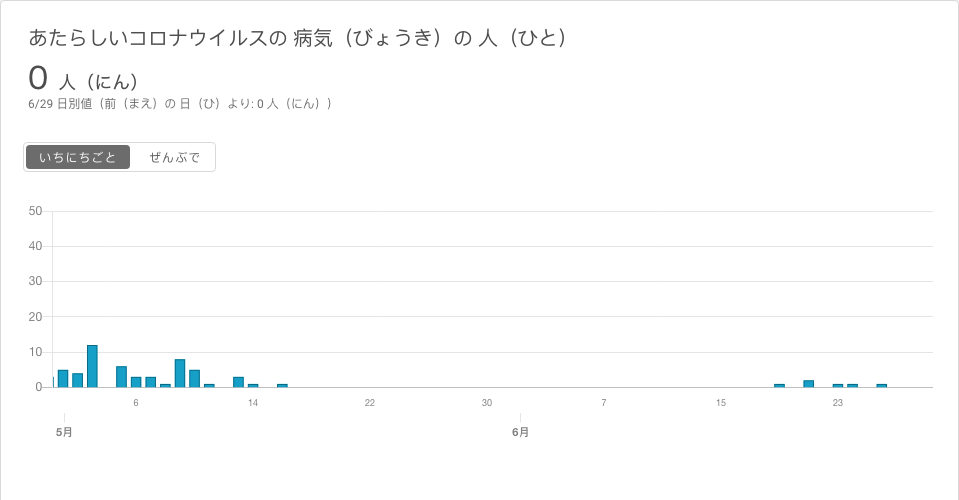 あたらしいコロナウイルスの 病気（びょうき）の 人（ひと）
0 人（にん）
6/29 日別値（前（まえ）の 日（ひ）より: 0 人（にん））
いちにちごと ぜんぶで
50
40
30
20
10
0
6 14 22 30 7 15 23
5月 6月